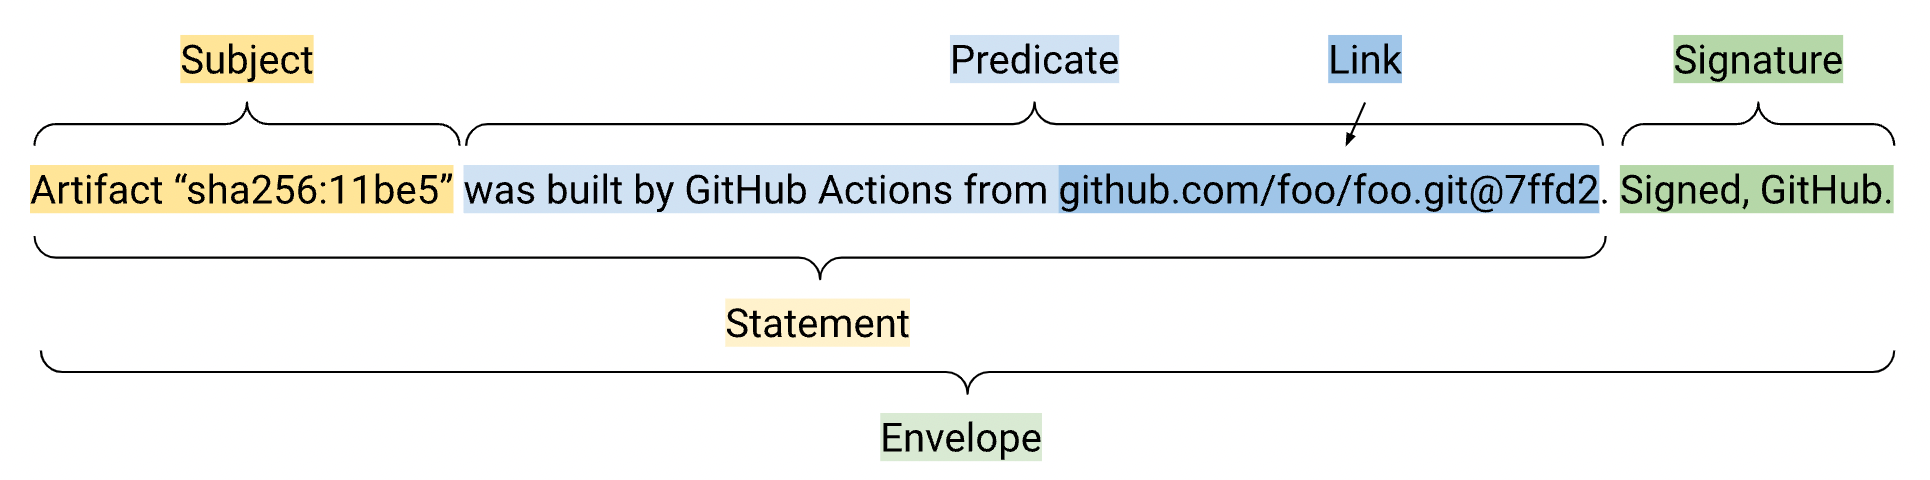 Subject Predicate Link Signature
Artifact “sha256:11be5” was built by GitHub Actions from github.com/foo/foo.git@7ffd2. Signed, GitHub.
Statement
Envelope